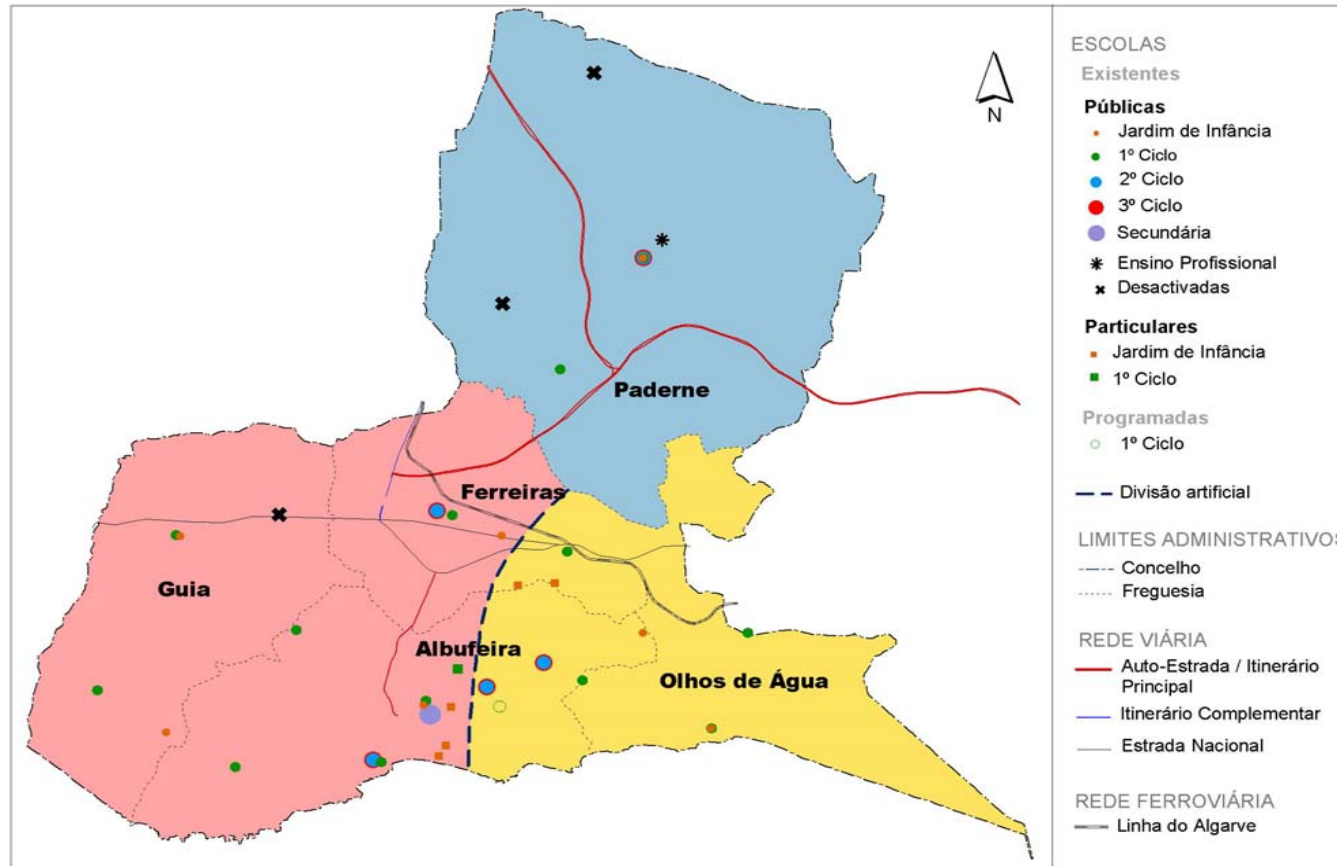 N
Paderne
Ferreiras
Guia
Albufeira
Olhos de Água
ESCOLAS
Existentes
Públicas
Jardim de Infância
1º Ciclo
2º Ciclo
3º Ciclo
Secundária
Ensino Profissional
Desactivadas
Particulares
Jardim de Infância
1º Ciclo
Programadas
1º Ciclo
Divisão artificial
LIMITES ADMINISTRATIVOS
Concelho
Freguesia
REDE VIÁRIA
Auto-Estrada / Itinerário
Principal
Itinerário Complementar
Estrada Nacional
REDE FERROVIÁRIA
Linha do Algarve